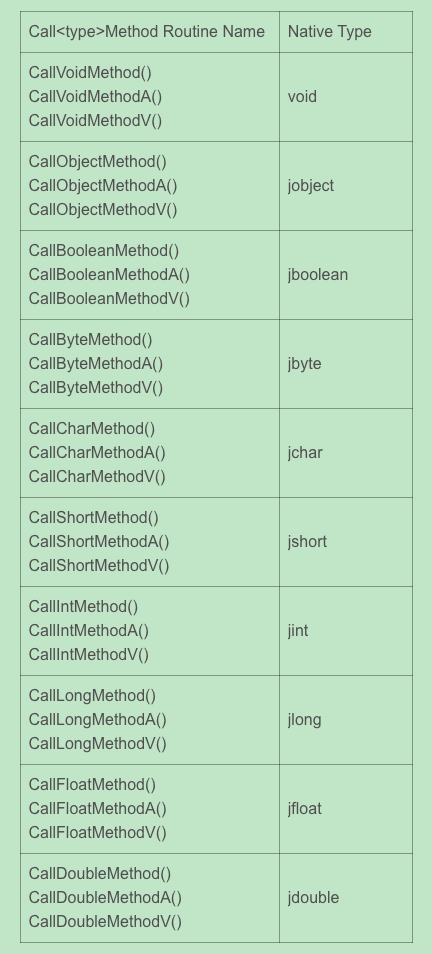 Call<type>Method Routine Name Native Type
CallVoidMethod()
CallVoidMethodA()
CallVoidMethodV()
void
CallObjectMethod()
CallObjectMethodA()
CallObjectMethodV()
jobject
CallBooleanMethod()
CallBooleanMethodA()
CallBooleanMethodV()
jboolean
CallByteMethod()
CallByteMethodA()
CallByteMethodV()
jbyte
CallCharMethod()
CallCharMethodA()
CallCharMethodV()
jchar
CallShortMethod()
CallShortMethodA()
CallShortMethodV()
jshort
CallIntMethod()
CallIntMethodA()
CallIntMethodV()
jint
CallLongMethod()
CallLongMethodA()
CallLongMethodV()
jlong
CallFloatMethod()
CallFloatMethodA()
CallFloatMethodV()
jfloat
CallDoubleMethod()
CallDoubleMethodA()
CallDoubleMethodV()
jdouble